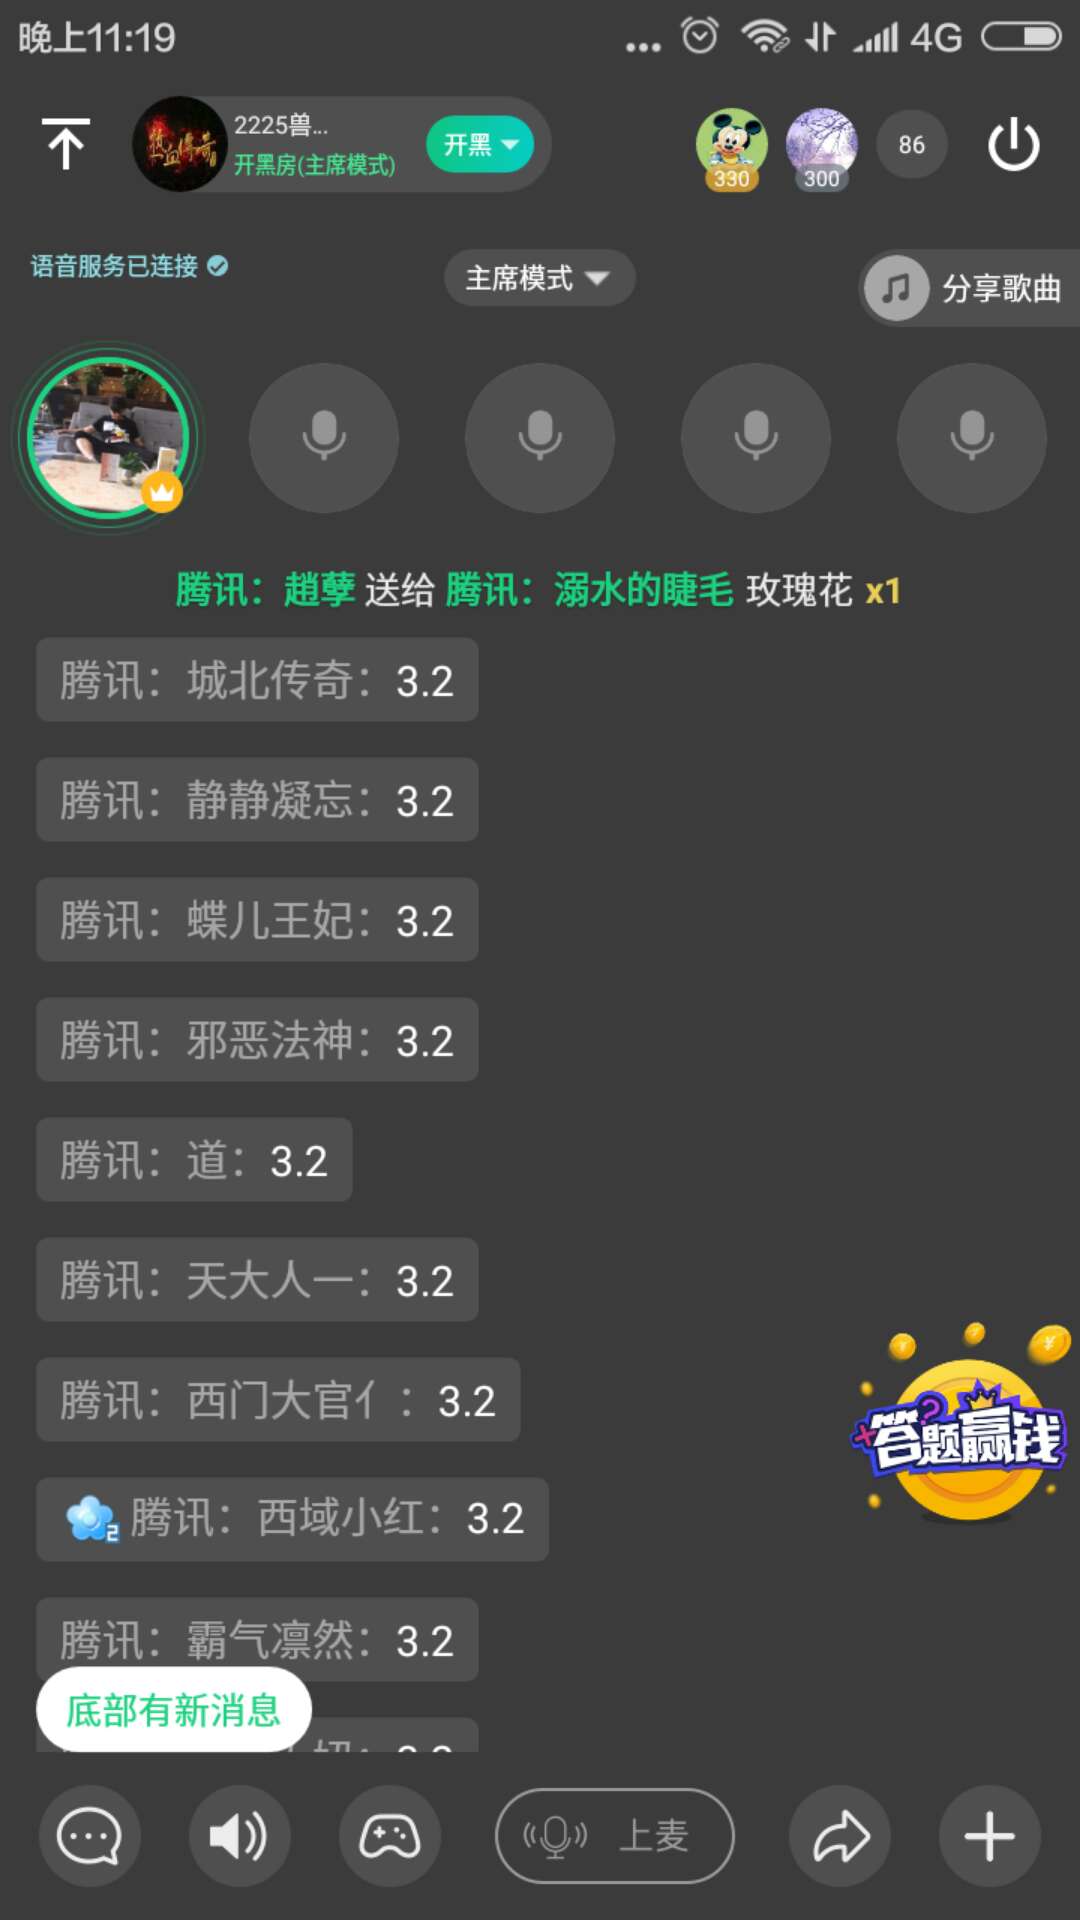 晚上11:19
4G
热血传奇
2225兽...
开黑房(主席模式)
开黑
330
300
86
语音服务已连接
主席模式
分享歌曲
腾讯：趙孽 送给 腾讯：溺水的睫毛 玫瑰花 x1
腾讯：城北传奇：3.2
腾讯：静静凝忘：3.2
腾讯：蝶儿王妃：3.2
腾讯：邪恶法神：3.2
腾讯：道：3.2
腾讯：天大人一：3.2
腾讯：西门大官亻：3.2
答题赢钱
2
腾讯：西域小红：3.2
腾讯：霸气凛然：3.2
底部有新消息
上麦